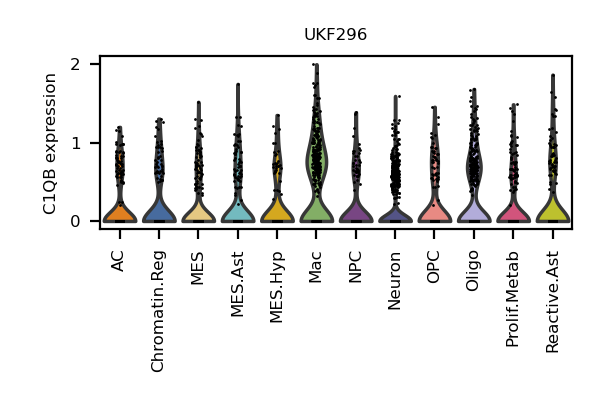 UKF296
C1QB expression
2
1
0
AC
Chromatin.Reg
MES
MES.Ast
MES.Hyp
Mac
NPC
Neuron
OPC
Oligo
Prolif.Metab
Reactive.Ast